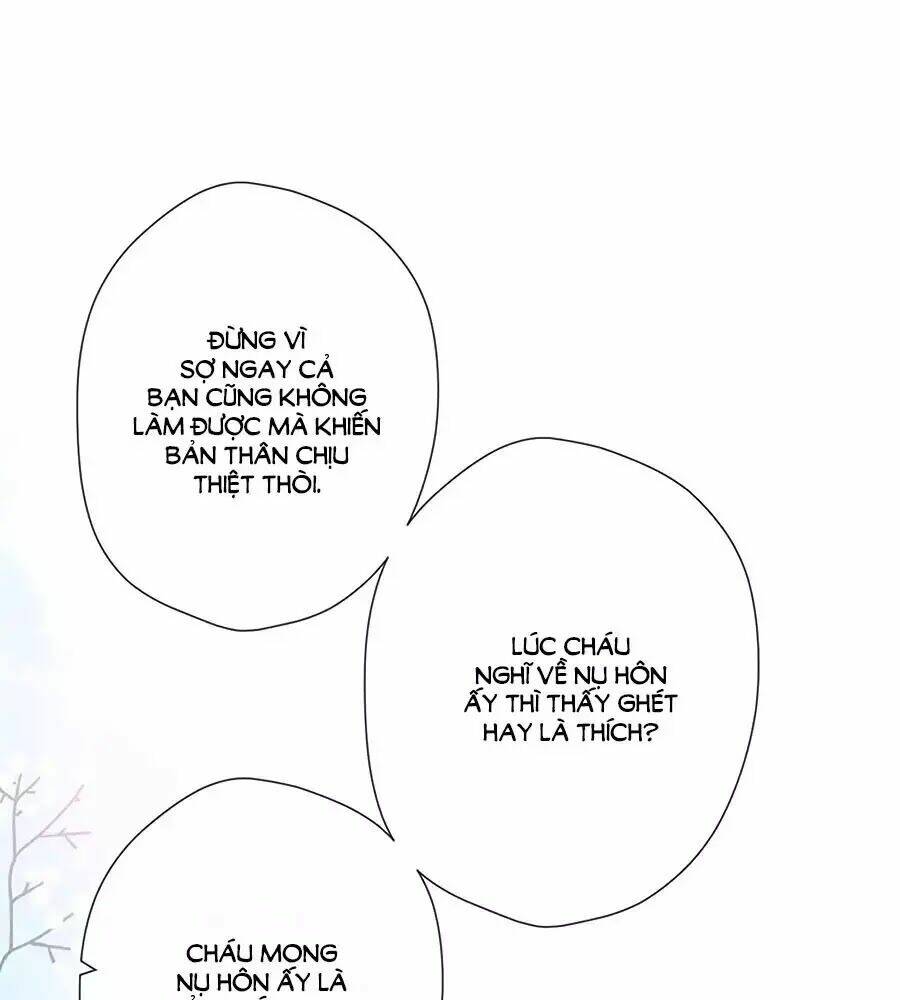 ĐỪNG VÌ
SỢ NGAY CẢ
BẠN CŨNG KHÔNG
LÀM ĐƯỢC MÀ KHIẾN
BẢN THÂN CHỊU
THIỆT THÒI.
LÚC CHÁU
NGHĨ VỀ NỤ HÔN
ẤY THÌ THẤY GHÉT
HAY LÀ THÍCH?
CHÁU MONG
NỤ HÔN ẤY LÀ